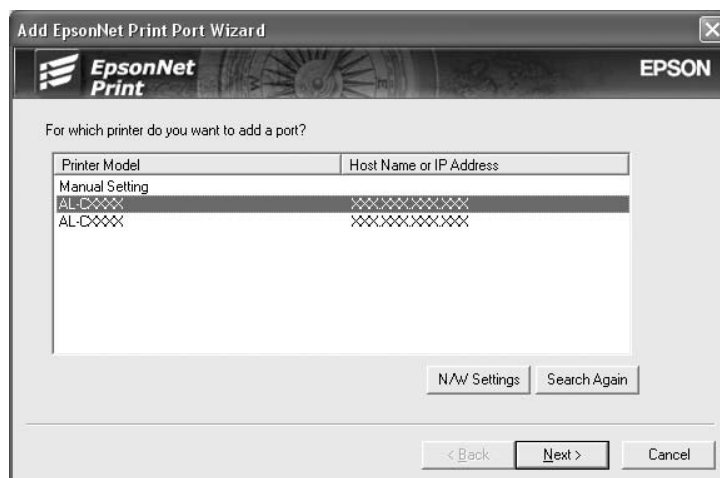 Add EpsonNet Print Port Wizard
EpsonNet
Print
EPSON
For which printer do you want to add a port?
Printer Model Host Name or IP Address
Manual Setting
AL-CXXXX XXX.XXX.XXX.XXX
AL-CXXXX XXX.XXX.XXX.XXX
N/W Settings Search Again
< Back Next > Cancel